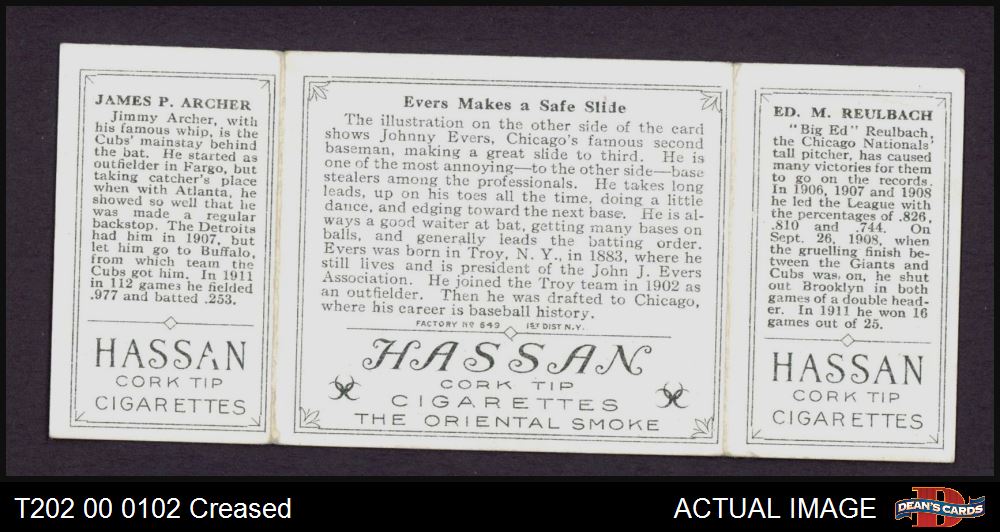 JAMES P. ARCHER
Jimmy Archer, with
his famous whip, is the
Cubs' mainstay behind
the bat. He started as
outfielder in Fargo, but
taking catcher's place
when with Atlanta, he
showed so well that he
was made a regular
backstop. The Detroits
had him in 1907, but
let him go to Buffalo,
from which team the
Cubs got him. In 1911
in 112 games he fielded
.977 and batted .253.
HASSAN
CORK TIP
CIGARETTES
Evers Makes a Safe Slide
The illustration on the other side of the card
shows Johnny Evers, Chicago's famous second
baseman, making a great slide to third. He is
one of the most annoying—to the other side—base
stealers among the professionals. He takes long
leads, up on his toes all the time, doing a little
dance, and edging toward the next base. He is al-
ways a good waiter at bat, getting many bases on
balls, and generally leads the batting order.
Evers was born in Troy, N. Y., in 1883, where he
still lives and is president of the John J. Evers
Association. He joined the Troy team in 1902 as
an outfielder. Then he was drafted to Chicago,
where his career is baseball history.
FACTORY Nº 649 1ST DIST N.Y.
HASSAN
CORK TIP
CIGARETTES
THE ORIENTAL SMOKE
ED. M. REULBACH
"Big Ed" Reulbach,
the Chicago Nationals'
tall pitcher, has caused
many victories for them
to go on the records.
In 1906, 1907 and 1908
he led the League with
the percentages of .826,
.810 and .744. On
Sept. 26, 1908, when
the gruelling finish be-
tween the Giants and
Cubs was on, he shut
out Brooklyn in both
games of a double head-
er. In 1911 he won 16
games out of 25.
HASSAN
CORK TIP
CIGARETTES
T202 00 0102 Creased
ACTUAL IMAGE
DEAN'S CARDS